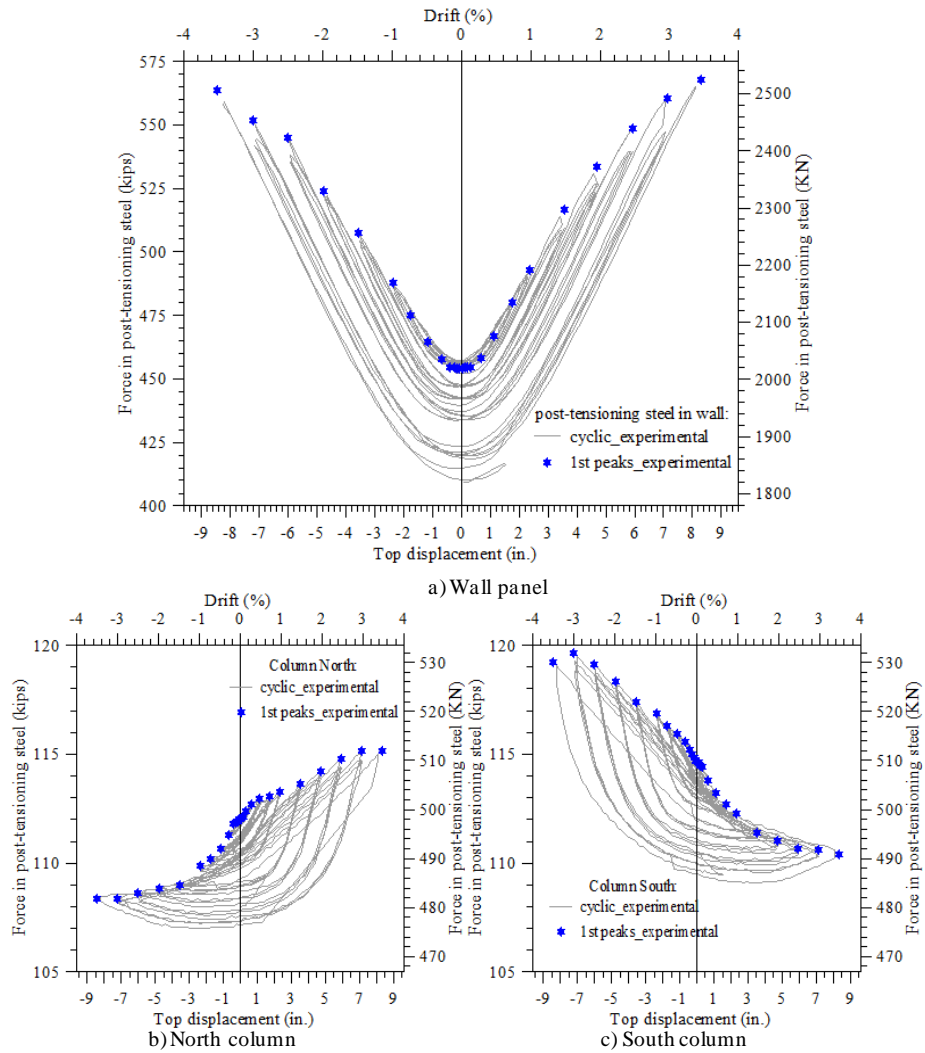 Drift (%)
-4 -3 -2 -1 0 1 2 3 4
575
550
525
500
475
450
425
400
Force in post-tensioning steel (kips)
2500
2400
2300
2200
2100
2000
1900
1800
Force in post-tensioning steel (KN)
post-tensioning steel in wall:
cyclic_experimental
1st peaks_experimental
-9 -8 -7 -6 -5 -4 -3 -2 -1 0 1 2 3 4 5 6 7 8 9
Top displacement (in.)
a) Wall panel
Drift (%)
-4 -3 -2 -1 0 1 2 3 4
120
115
110
105
Force in post-tensioning steel (kips)
530
520
510
500
490
480
470
Force in post-tensioning steel (KN)
Column North:
cyclic_experimental
1st peaks_experimental
-9 -7 -5 -3 -1 1 3 5 7 9
Top displacement (in.)
b) North column
Drift (%)
-4 -3 -2 -1 0 1 2 3 4
120
115
110
105
Force in post-tensioning steel (kips)
530
520
510
500
490
480
470
Force in post-tensioning steel (KN)
Column South:
cyclic_experimental
1st peaks_experimental
-9 -7 -5 -3 -1 1 3 5 7 9
Top displacement (in.)
c) South column